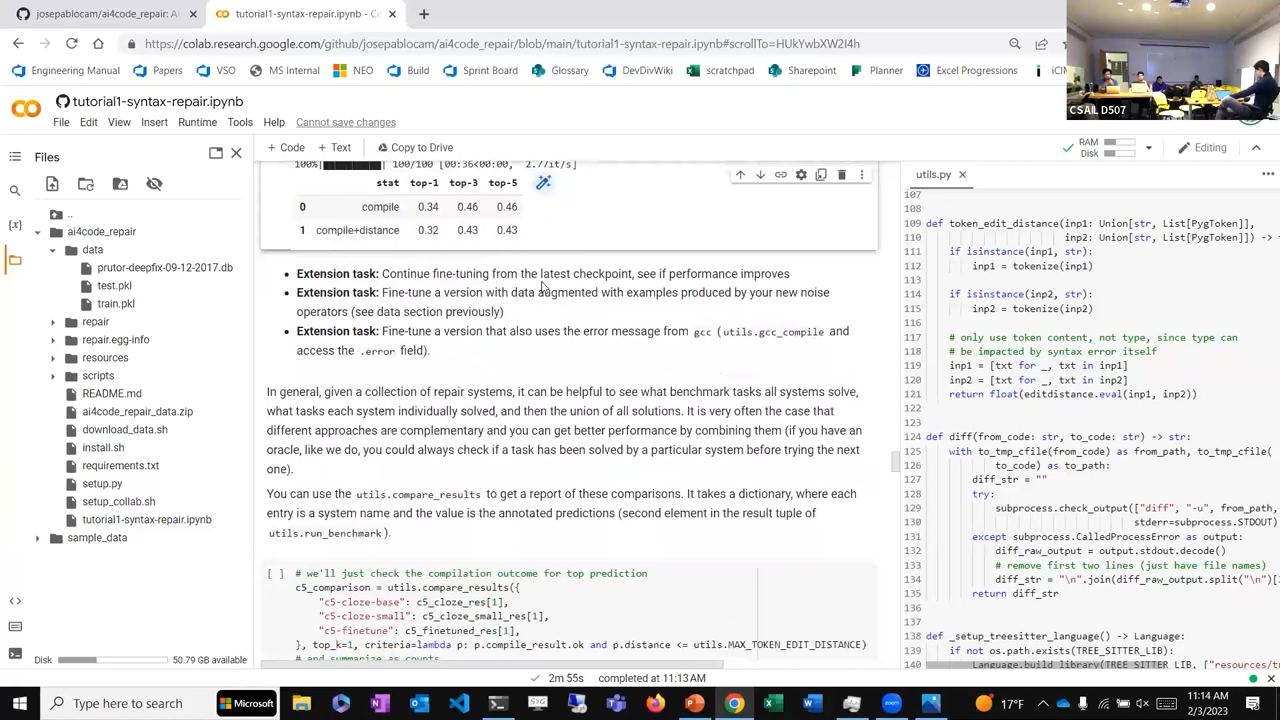 josepablocam/ai4code_repair: A
tutorial1-syntax-repair.ipynb - Co
https://colab.research.google.com/github/josepablocam/ai4code_repair/blob/main/tutorial1-syntax-repair.ipynb#scrollTo=HUkYwbXW2I4h
Engineering Manual
Papers
VSO
MS Internal
NEO
Build
Sprint Board
Glossary
DevDivWiki
scratchpad
Sharepoint
Planner
Excel Progressions
CSAIL D507
tutorial1-syntax-repair.ipynb
File Edit View Insert Runtime Tools Help Cannot save changes
Files
+ Code + Text Copy to Drive
RAM
Disk
Editing
..
ai4code_repair
data
prutor-deepfix-09-12-2017.db
test.pkl
train.pkl
repair
repair.egg-info
resources
scripts
README.md
ai4code_repair_data.zip
download_data.sh
install.sh
requirements.txt
setup.py
setup_collab.sh
tutorial1-syntax-repair.ipynb
sample_data
Disk 50.79 GB available
100% 100/100 [00:36<00:00, 2.77it/s]
stat top-1 top-3 top-5
0 compile 0.34 0.46 0.46
1 compile+distance 0.32 0.43 0.43
Extension task: Continue fine-tuning from the latest checkpoint, see if performance improves
Extension task: Fine-tune a version with data augmented with examples produced by your new noise
operators (see data section previously)
Extension task: Fine-tune a version that also uses the error message from gcc (utils.gcc_compile and
access the .error field).
In general, given a collection of repair systems, it can be helpful to see what benchmark tasks all systems solve,
what tasks each system individually solved, and then the union of all solutions. It is very often the case that
different approaches are complementary and you can get better performance by combining them (if you have an
oracle, like we do, you could always check if a task has been solved by a particular system before trying the next
one).
You can use the utils.compare_results to get a report of these comparisons. It takes a dictionary, where each
entry is a system name and the value is the annotated predictions (second element in the result tuple of
utils.run_benchmark).
[ ] # we'll just check the compilation outcome for top prediction
c5_comparison = utils.compare_results({
"c5-cloze-base": c5_cloze_res[1],
"c5-cloze-small": c5_cloze_small_res[1],
"c5-finetune": c5_finetuned_res[1],
}, top_k=1, criteria=lambda p: p.compile_result.ok and p.distance <= utils.MAX_TOKEN_EDIT_DISTANCE)
# and summarize as counts
utils.py
107
108
109 def token_edit_distance(inp1: Union[str, List[PygToken]],
110 inp2: Union[str, List[PygToken]]) ->
111 if isinstance(inp1, str):
112 inp1 = tokenize(inp1)
113
114 if isinstance(inp2, str):
115 inp2 = tokenize(inp2)
116
117 # only use token content, not type, since type can
118 # be impacted by syntax error itself
119 inp1 = [txt for _, txt in inp1]
120 inp2 = [txt for _, txt in inp2]
121 return float(editdistance.eval(inp1, inp2))
122
123
124 def diff(from_code: str, to_code: str) -> str:
125 with to_tmp_cfile(from_code) as from_path, to_tmp_cfile(
126 to_code) as to_path:
127 diff_str = ""
128 try:
129 subprocess.check_output(["diff", "-u", from_path,
130 stderr=subprocess.STDOUT)
131 except subprocess.CalledProcessError as output:
132 diff_raw_output = output.stdout.decode()
133 # remove first two lines (just have file names)
134 diff_str = "\n".join(diff_raw_output.split("\n")[
135 return diff_str
136
137
138 def _setup_treesitter_language() -> Language:
139 if not os.path.exists(TREE_SITTER_LIB):
140 Language.build_library(TREE_SITTER_LIB, ["resources/t
2m 55s completed at 11:13 AM
Type here to search
Microsoft
17°F
11:14 AM
2/3/2023